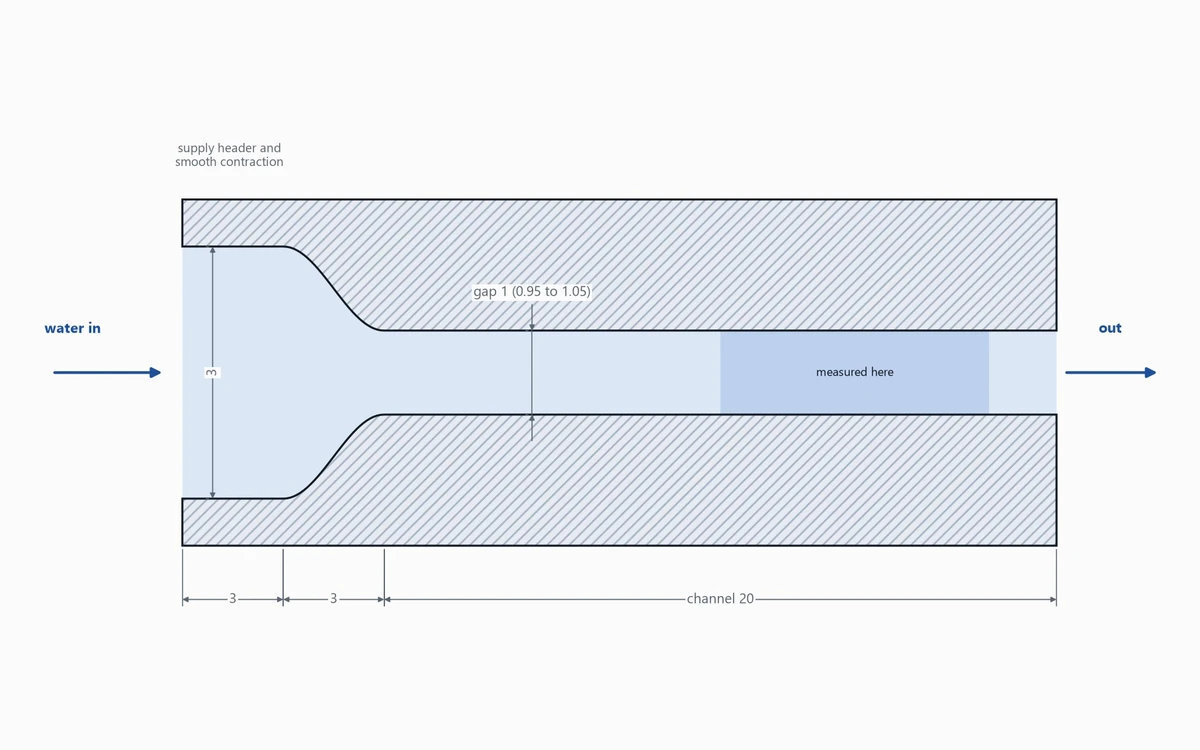 supply header and
smooth contraction
gap 1 (0.95 to 1.05)
water in
out
3
measured here
3
3
channel 20